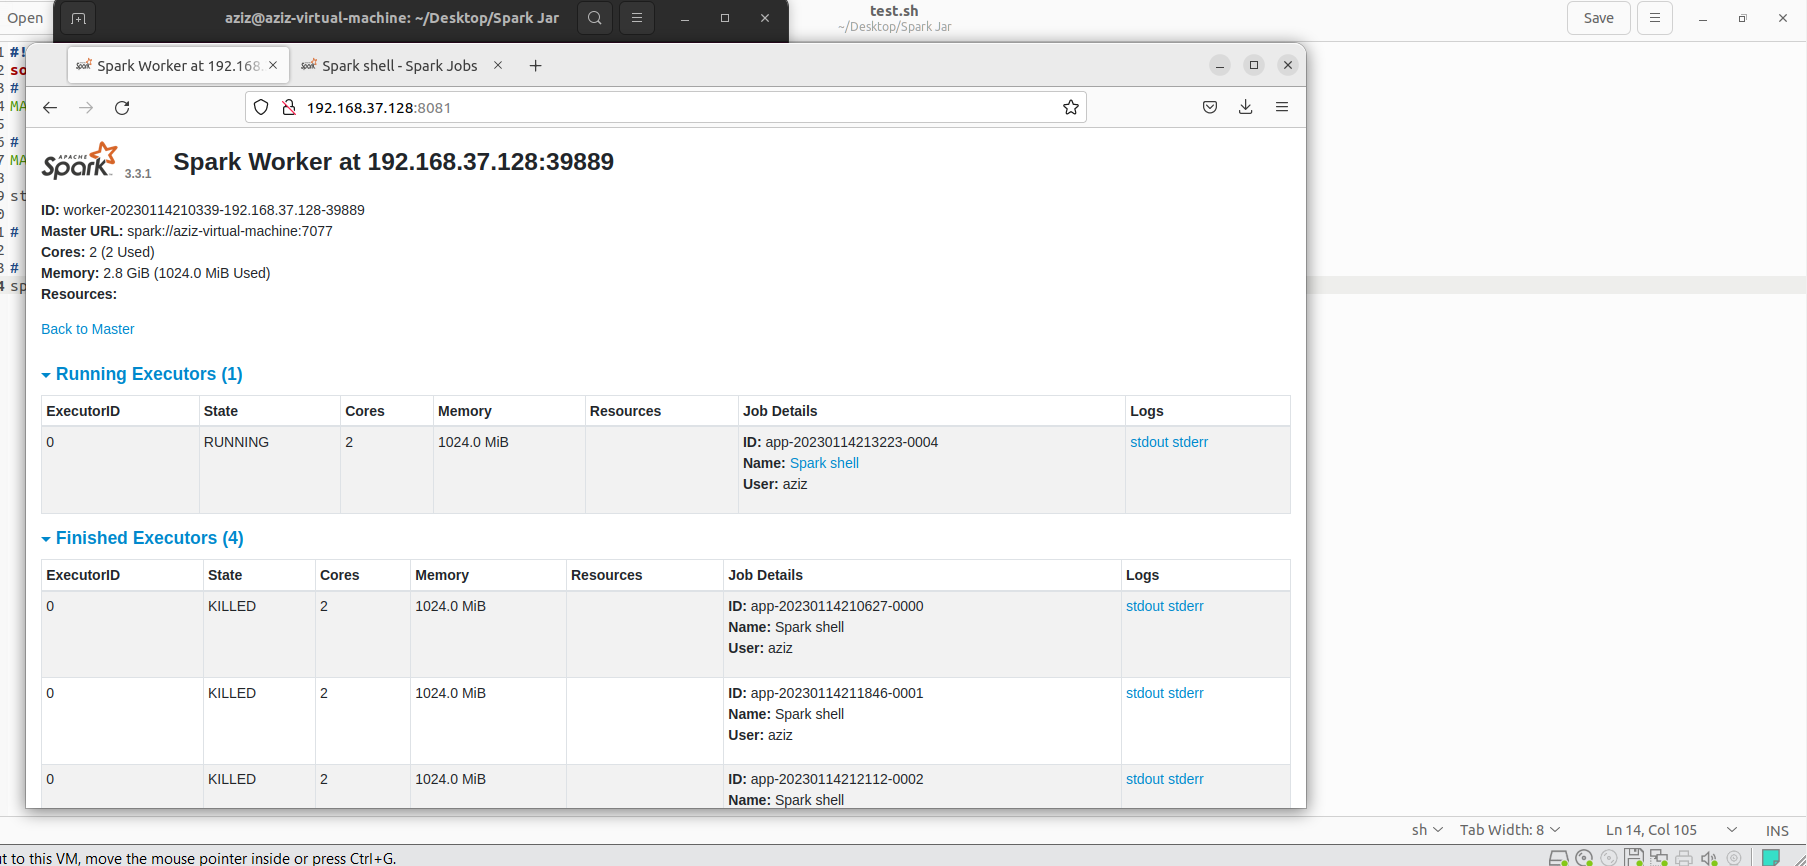 Open
aziz@aziz-virtual-machine: ~/Desktop/Spark Jar
test.sh
~/Desktop/Spark Jar
Save
#!
so
#
MA
#
MA
st
#
#
sp
Spark Worker at 192.168.
Spark shell - Spark Jobs
192.168.37.128:8081
APACHE
Spark 3.3.1
Spark Worker at 192.168.37.128:39889
ID: worker-20230114210339-192.168.37.128-39889
Master URL: spark://aziz-virtual-machine:7077
Cores: 2 (2 Used)
Memory: 2.8 GiB (1024.0 MiB Used)
Resources:
Back to Master
Running Executors (1)
ExecutorID State Cores Memory Resources Job Details Logs
0 RUNNING 2 1024.0 MiB ID: app-20230114213223-0004 stdout stderr
Name: Spark shell
User: aziz
Finished Executors (4)
ExecutorID State Cores Memory Resources Job Details Logs
0 KILLED 2 1024.0 MiB ID: app-20230114210627-0000 stdout stderr
Name: Spark shell
User: aziz
0 KILLED 2 1024.0 MiB ID: app-20230114211846-0001 stdout stderr
Name: Spark shell
User: aziz
0 KILLED 2 1024.0 MiB ID: app-20230114212112-0002 stdout stderr
Name: Spark shell
sh Tab Width: 8 Ln 14, Col 105 INS
to this VM, move the mouse pointer inside or press Ctrl+G.